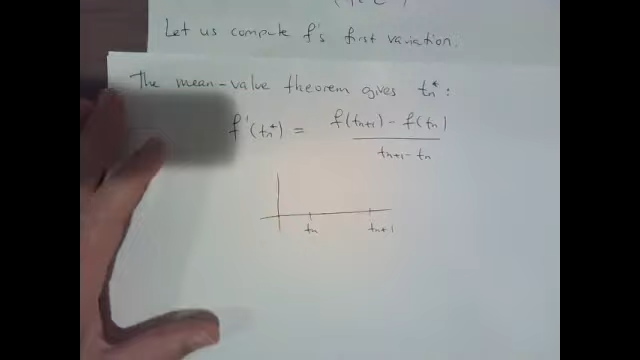 Let us compute f's first variation.
The mean-value theorem gives tₙ* :
f'(tₙ*) = f(tₙ₊₁) - f(tₙ)
tₙ₊₁ - tₙ
tₙ tₙ₊₁